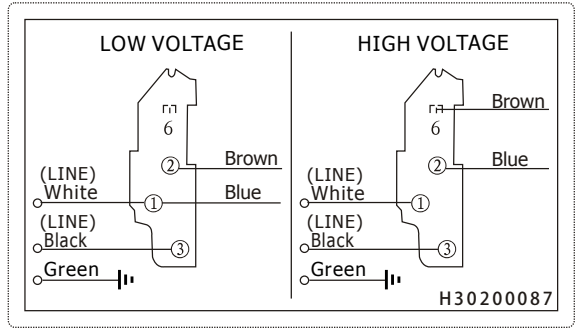 LOW VOLTAGE
6
2
Brown
(LINE)
White
1
Blue
(LINE)
Black
3
Green
HIGH VOLTAGE
Brown
6
2
Blue
(LINE)
White
1
(LINE)
Black
3
Green
H30200087